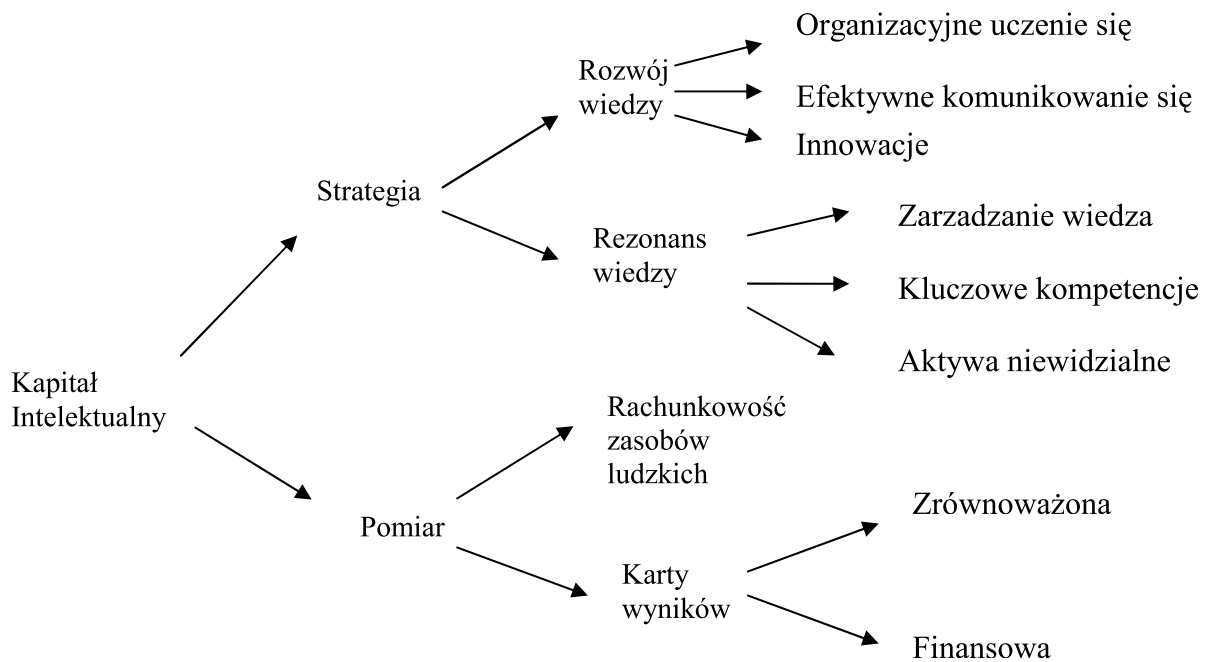 Organizacyjne uczenie się
Rozwój
wiedzy
Efektywne komunikowanie się
Innowacje
Strategia
Zarzadzanie wiedza
Rezonans
wiedzy
Kluczowe kompetencje
Aktywa niewidzialne
Kapitał
Intelektualny
Rachunkowość
zasobów
ludzkich
Zrównoważona
Pomiar
Karty
wyników
Finansowa